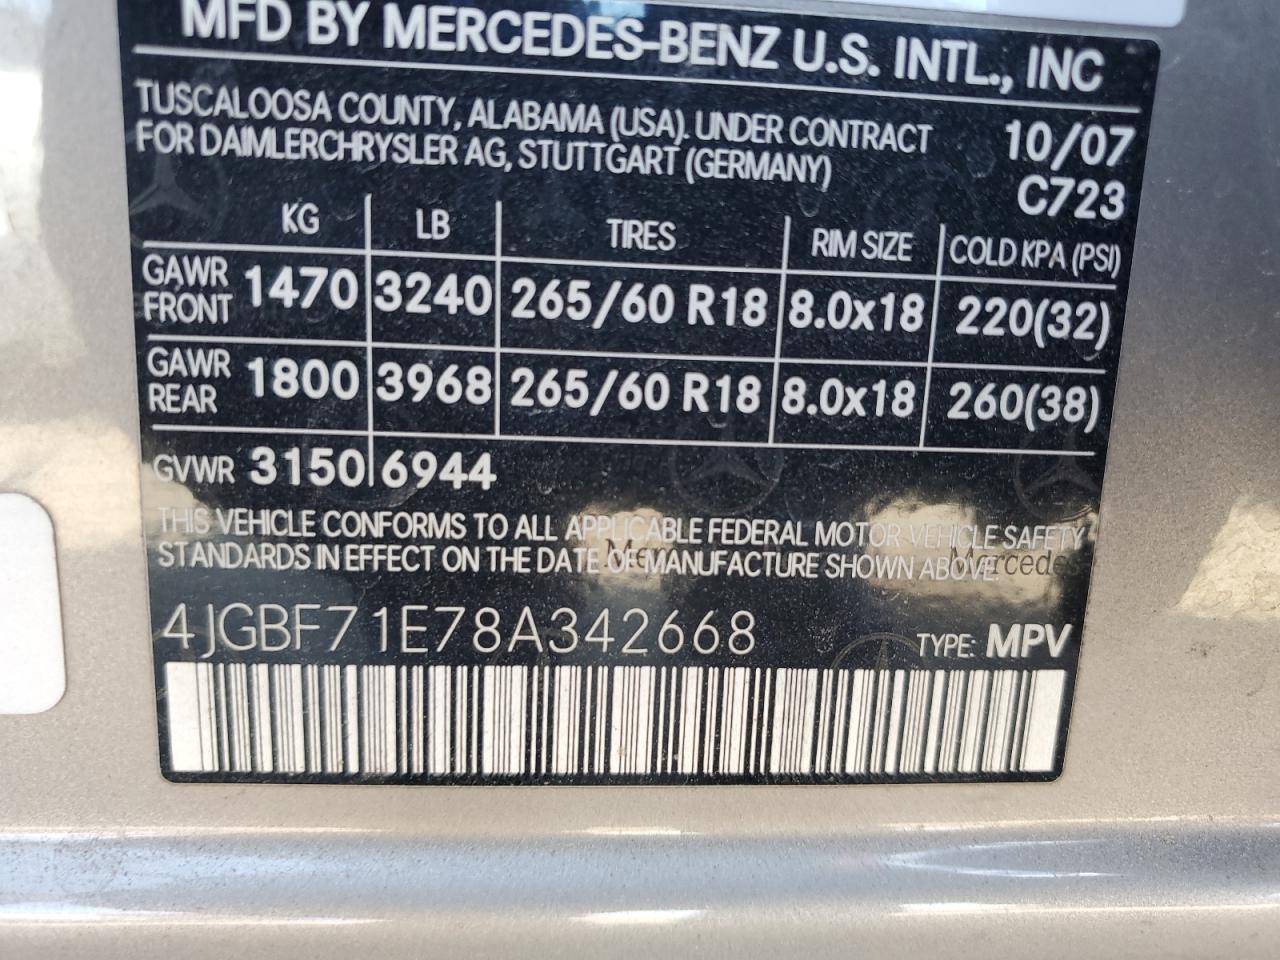 MFD BY MERCEDES-BENZ U.S. INTL., INC
TUSCALOOSA COUNTY, ALABAMA (USA). UNDER CONTRACT
FOR DAIMLERCHRYSLER AG, STUTTGART (GERMANY)
10/07
C723
KG LB TIRES RIM SIZE COLD KPA (PSI)
GAWR FRONT 1470 3240 265/60 R18 8.0x18 220(32)
GAWR REAR 1800 3968 265/60 R18 8.0x18 260(38)
GVWR 3150 6944
THIS VEHICLE CONFORMS TO ALL APPLICABLE FEDERAL MOTOR VEHICLE SAFETY
STANDARDS IN EFFECT ON THE DATE OF MANUFACTURE SHOWN ABOVE.
Mercedes
4JGBF71E78A342668 TYPE: MPV